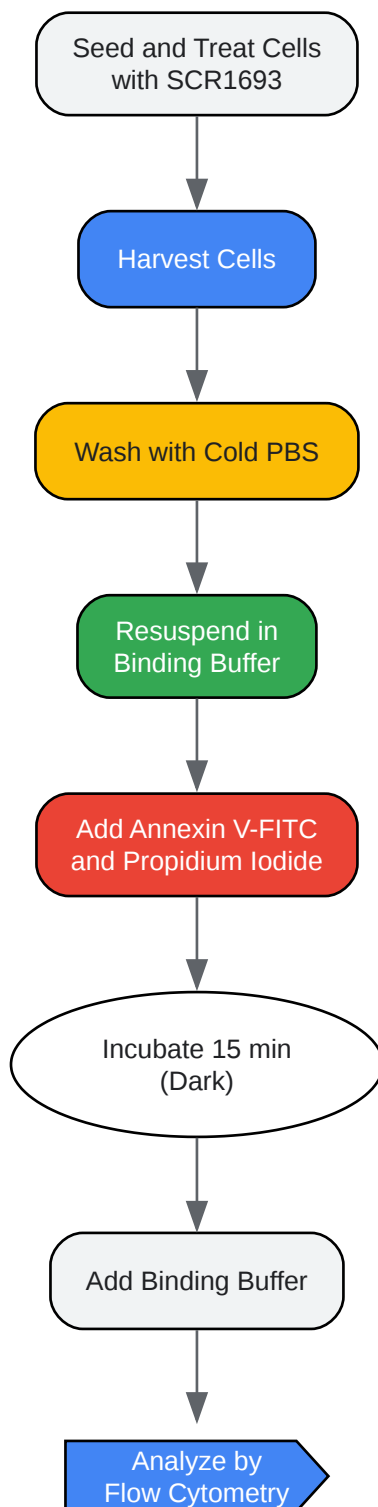 Seed and Treat Cells
with SCR1693
Harvest Cells
Wash with Cold PBS
Resuspend in
Binding Buffer
Add Annexin V-FITC
and Propidium Iodide
Incubate 15 min
(Dark)
Add Binding Buffer
Analyze by
Flow Cytometry